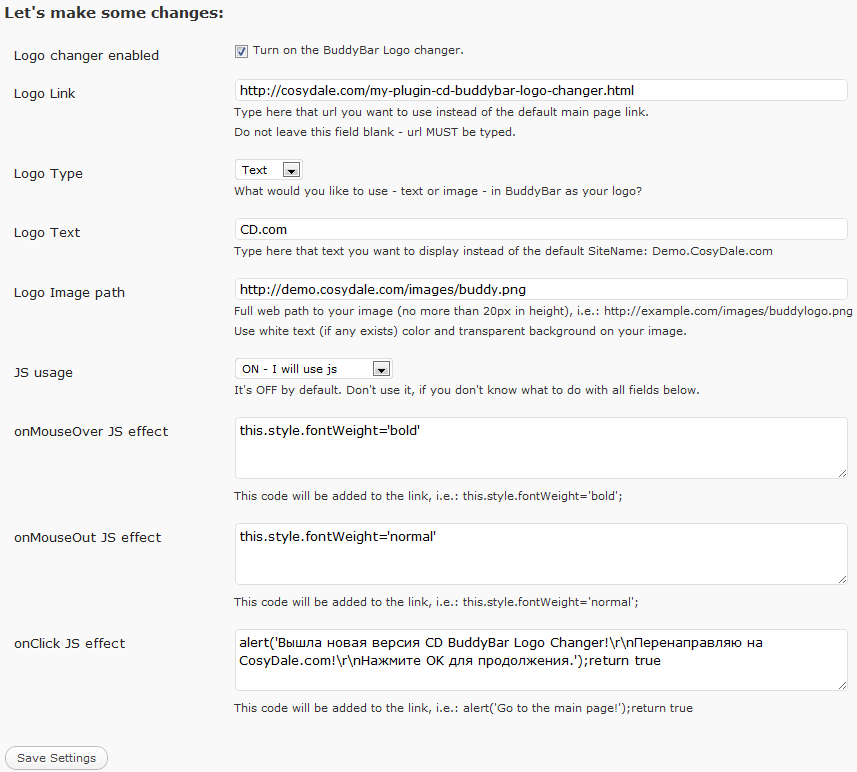 Let's make some changes:
Logo changer enabled
Turn on the BuddyBar Logo changer.
Logo Link
http://cosydale.com/my-plugin-cd-buddybar-logo-changer.html
Type here that url you want to use instead of the default main page link.
Do not leave this field blank - url MUST be typed.
Logo Type
Text
What would you like to use - text or image - in BuddyBar as your logo?
Logo Text
CD.com
Type here that text you want to display instead of the default SiteName: Demo.CosyDale.com
Logo Image path
http://demo.cosydale.com/images/buddy.png
Full web path to your image (no more than 20px in height), i.e.: http://example.com/images/buddylogo.png
Use white text (if any exists) color and transparent background on your image.
JS usage
ON - I will use js
It's OFF by default. Don't use it, if you don't know what to do with all fields below.
onMouseOver JS effect
this.style.fontWeight='bold'
This code will be added to the link, i.e.: this.style.fontWeight='bold';
onMouseOut JS effect
this.style.fontWeight='normal'
This code will be added to the link, i.e.: this.style.fontWeight='normal';
onClick JS effect
alert('Вышла новая версия CD BuddyBar Logo Changer!\r\nПеренаправляю на
CosyDale.com!\r\nНажмите ОК для продолжения.');return true
This code will be added to the link, i.e.: alert('Go to the main page!');return true
Save Settings